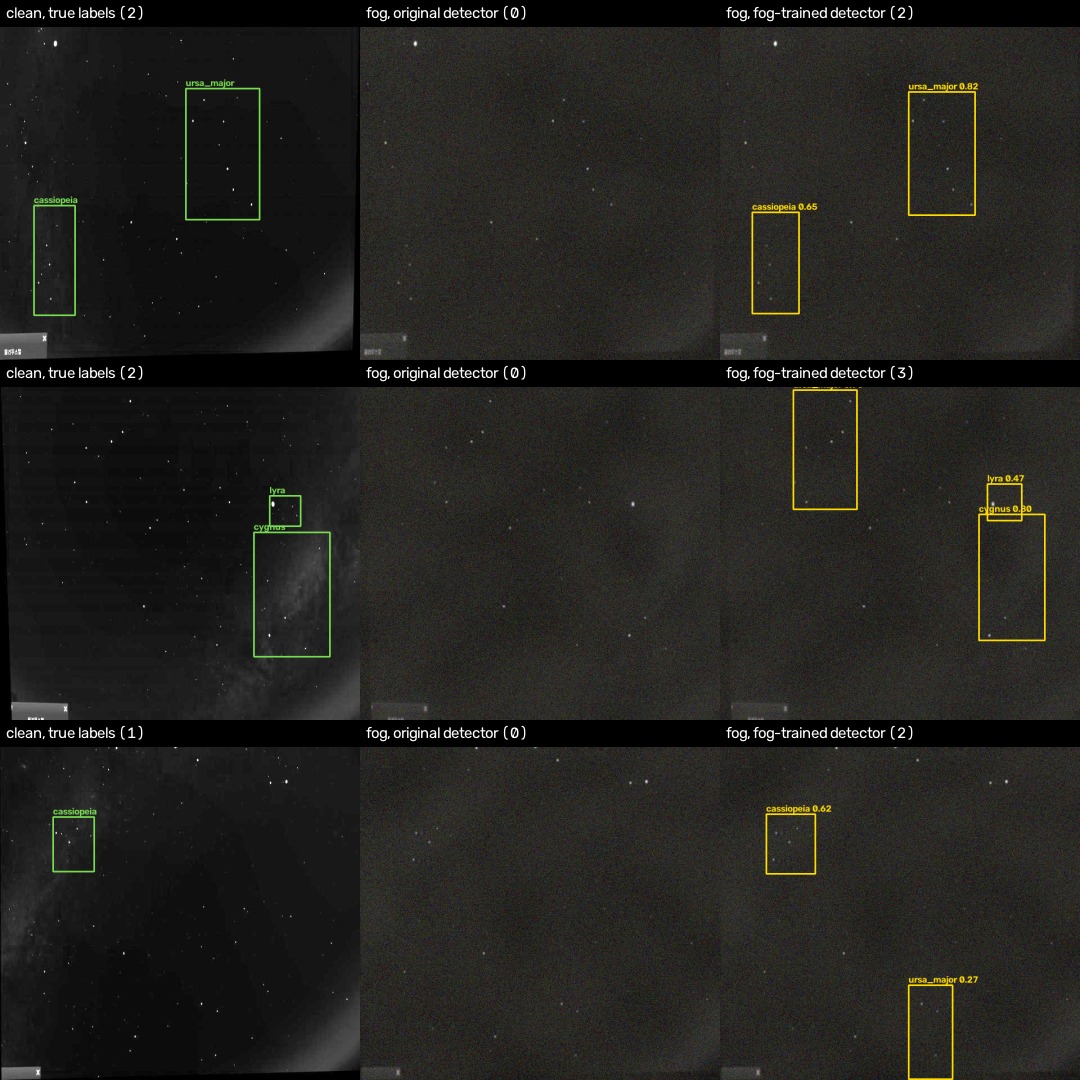 clean, true labels (2)
fog, original detector (0)
fog, fog-trained detector (2)
ursa_major
ursa_major 0.82
cassiopeia
cassiopeia 0.65
x
x
x
clean, true labels (2)
fog, original detector (0)
fog, fog-trained detector (3)
lyra
lyra 0.47
cygnus
cygnus 0.80
x
x
x
clean, true labels (1)
fog, original detector (0)
fog, fog-trained detector (2)
cassiopeia
cassiopeia 0.62
ursa_major 0.27
x
x
x